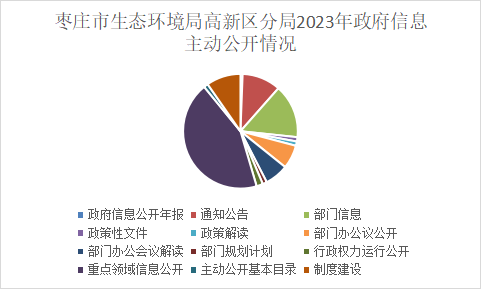 枣庄市生态环境局高新区分局2023年政府信息
主动公开情况
政府信息公开年报 通知公告 部门信息
政策性文件 政策解读 部门办公议公开
部门办公会议解读 部门规划计划 行政权力运行公开
重点领域信息公开 主动公开基本目录 制度建设